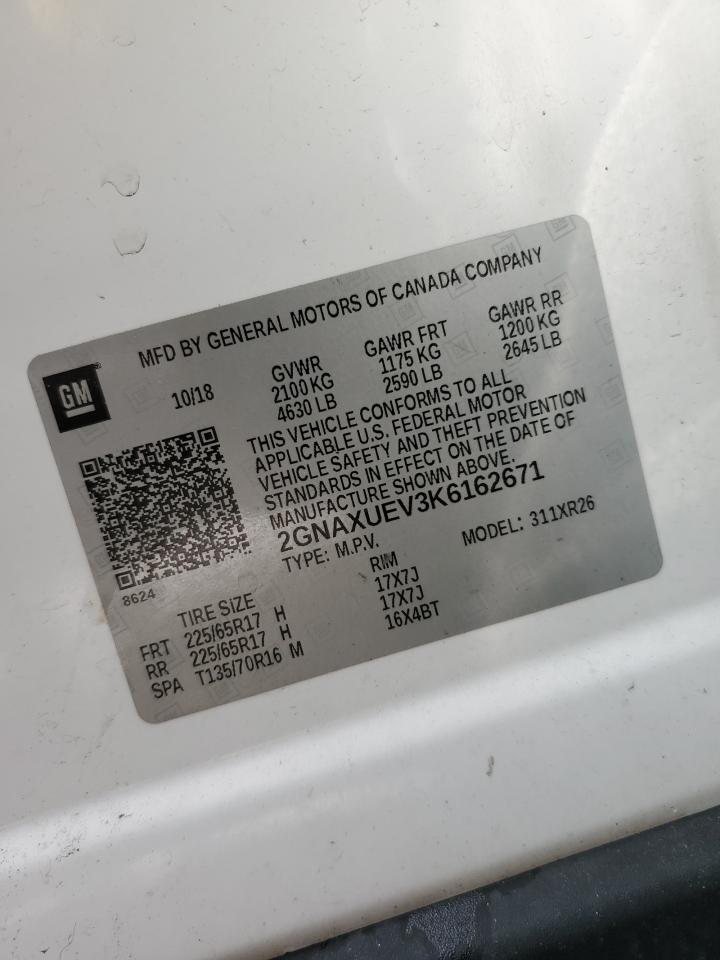 MFD BY GENERAL MOTORS OF CANADA COMPANY
GM
10/18
GVWR
2100 KG
4630 LB
GAWR FRT
1175 KG
2590 LB
GAWR RR
1200 KG
2645 LB
THIS VEHICLE CONFORMS TO ALL
APPLICABLE U.S. FEDERAL MOTOR
VEHICLE SAFETY AND THEFT PREVENTION
STANDARDS IN EFFECT ON THE DATE OF
MANUFACTURE SHOWN ABOVE.
2GNAXUEV3K6162671
TYPE: M.P.V. MODEL: 311XR26
8624
TIRE SIZE RIM
FRT 225/65R17 H 17X7J
RR 225/65R17 H 17X7J
SPA T135/70R16 M 16X4BT